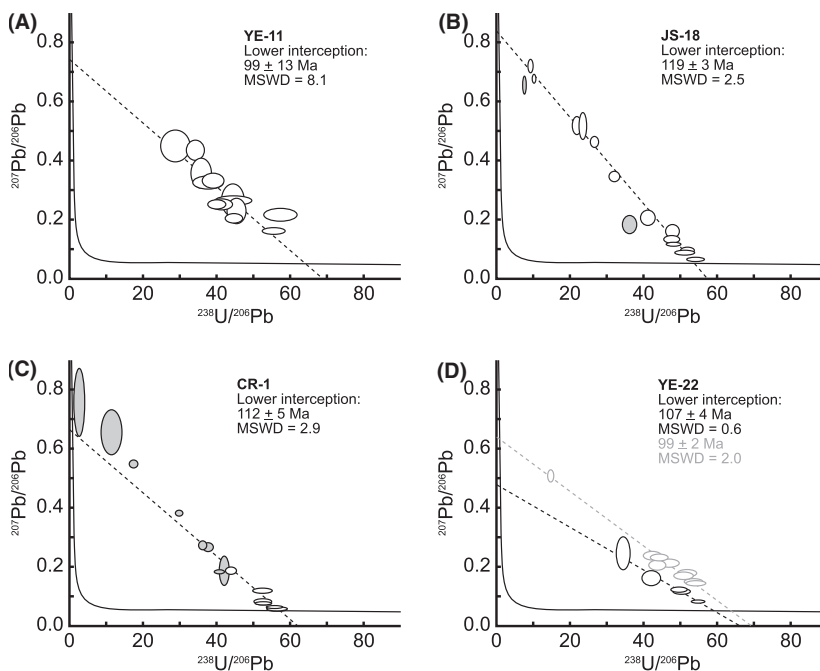 (A)
YE-11
Lower interception:
99 ± 13 Ma
MSWD = 8.1
207Pb/206Pb
0.8
0.6
0.4
0.2
0.0
0 20 40 60 80
238U/206Pb
(B)
JS-18
Lower interception:
119 ± 3 Ma
MSWD = 2.5
207Pb/206Pb
0.8
0.6
0.4
0.2
0.0
0 20 40 60 80
238U/206Pb
(C)
CR-1
Lower interception:
112 ± 5 Ma
MSWD = 2.9
207Pb/206Pb
0.8
0.6
0.4
0.2
0.0
0 20 40 60 80
238U/206Pb
(D)
YE-22
Lower interception:
107 ± 4 Ma
MSWD = 0.6
99 ± 2 Ma
MSWD = 2.0
207Pb/206Pb
0.8
0.6
0.4
0.2
0.0
0 20 40 60 80
238U/206Pb